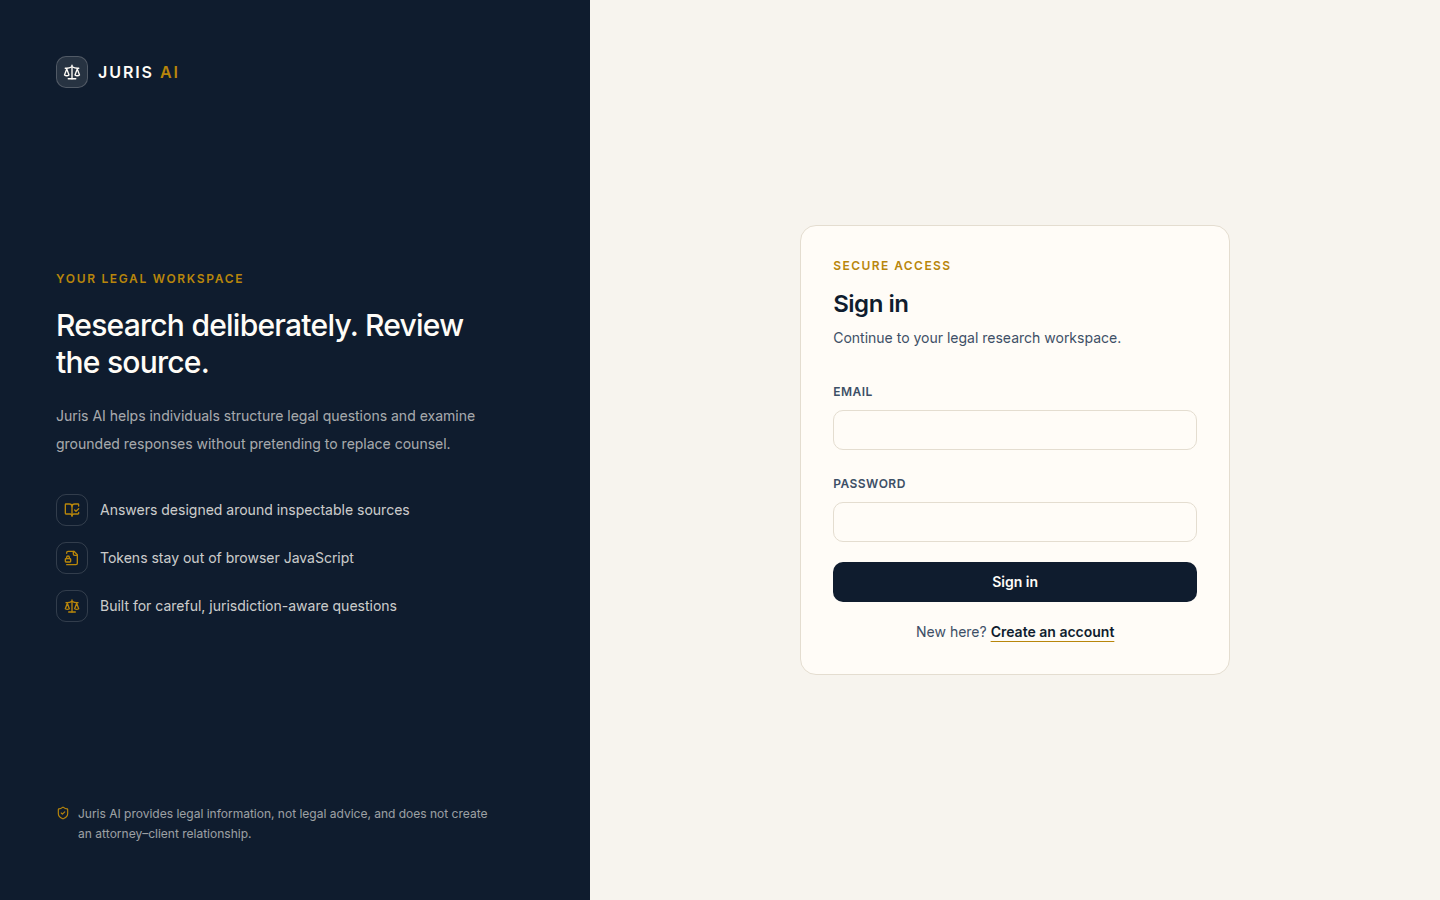 JURIS AI
YOUR LEGAL WORKSPACE
Research deliberately. Review
the source.
Juris AI helps individuals structure legal questions and examine
grounded responses without pretending to replace counsel.
Answers designed around inspectable sources
Tokens stay out of browser JavaScript
Built for careful, jurisdiction-aware questions
Juris AI provides legal information, not legal advice, and does not create
an attorney–client relationship.
SECURE ACCESS
Sign in
Continue to your legal research workspace.
EMAIL
PASSWORD
Sign in
New here? Create an account